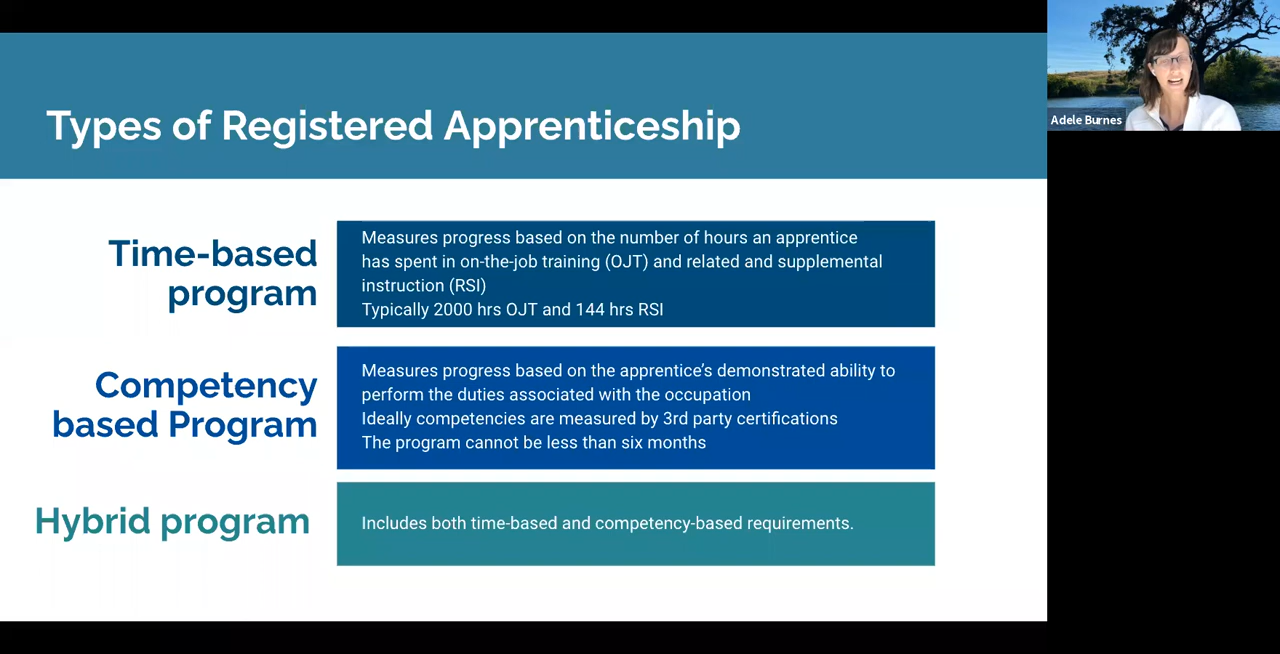 Types of Registered Apprenticeship
Adele Burnes
Time-based
program
Measures progress based on the number of hours an apprentice
has spent in on-the-job training (OJT) and related and supplemental
instruction (RSI)
Typically 2000 hrs OJT and 144 hrs RSI
Competency
based Program
Measures progress based on the apprentice’s demonstrated ability to
perform the duties associated with the occupation
Ideally competencies are measured by 3rd party certifications
The program cannot be less than six months
Hybrid program
Includes both time-based and competency-based requirements.